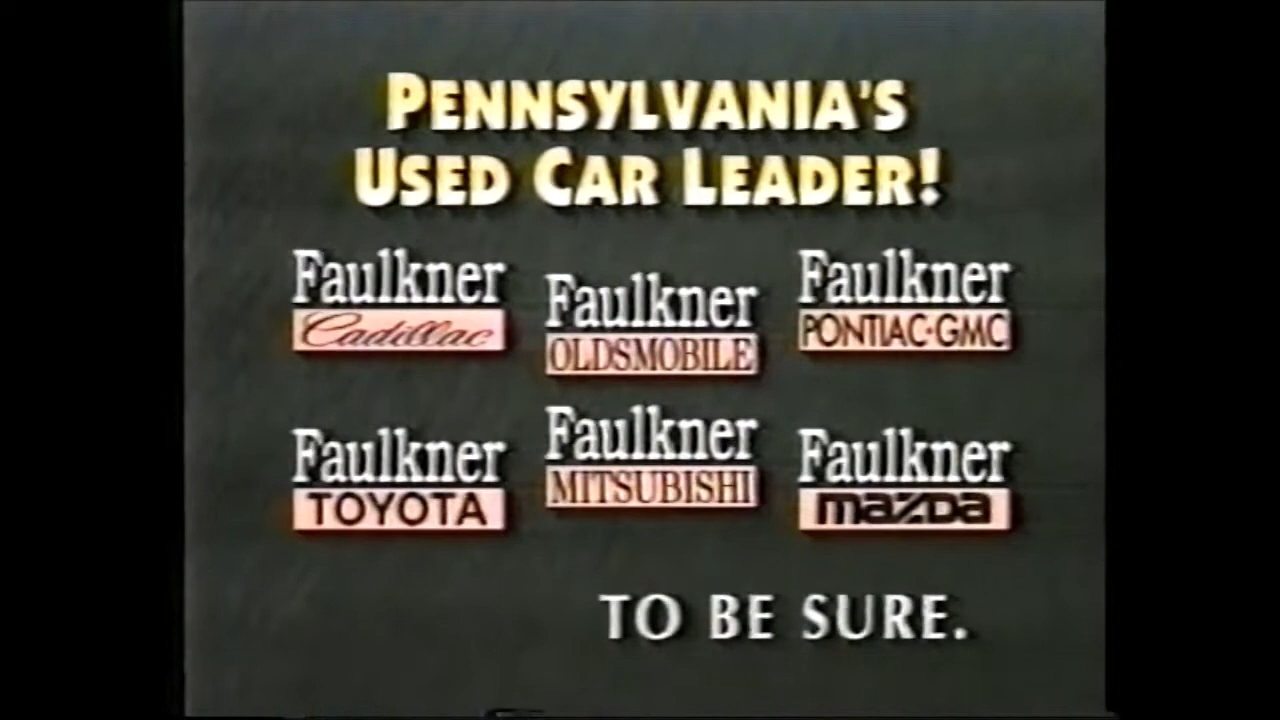 PENNSYLVANIA'S
USED CAR LEADER!
Faulkner
Cadillac
Faulkner
OLDSMOBILE
Faulkner
PONTIAC·GMC
Faulkner
TOYOTA
Faulkner
MITSUBISHI
Faulkner
mazda
TO BE SURE.